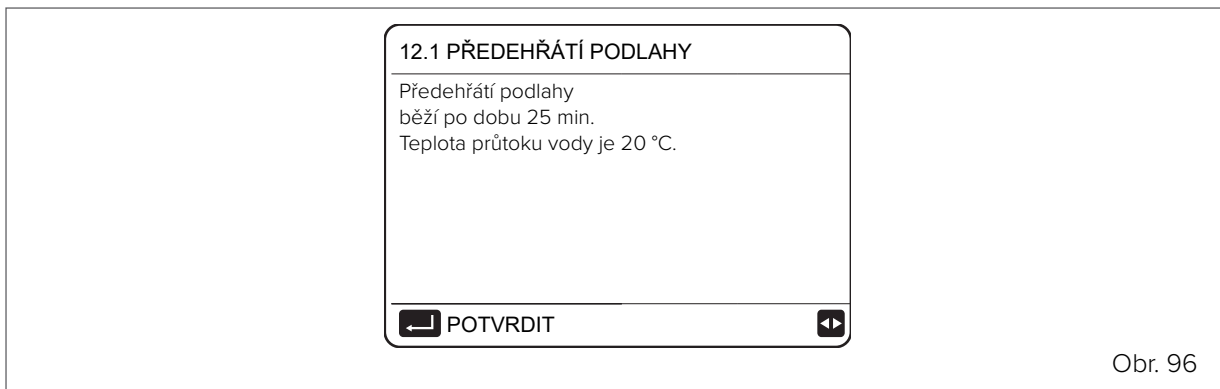 12.1 PŘEDEHŘÁTÍ PODLAHY
Předehřátí podlahy
běží po dobu 25 min.
Teplota průtoku vody je 20 °C.
POTVRDIT
Obr. 96